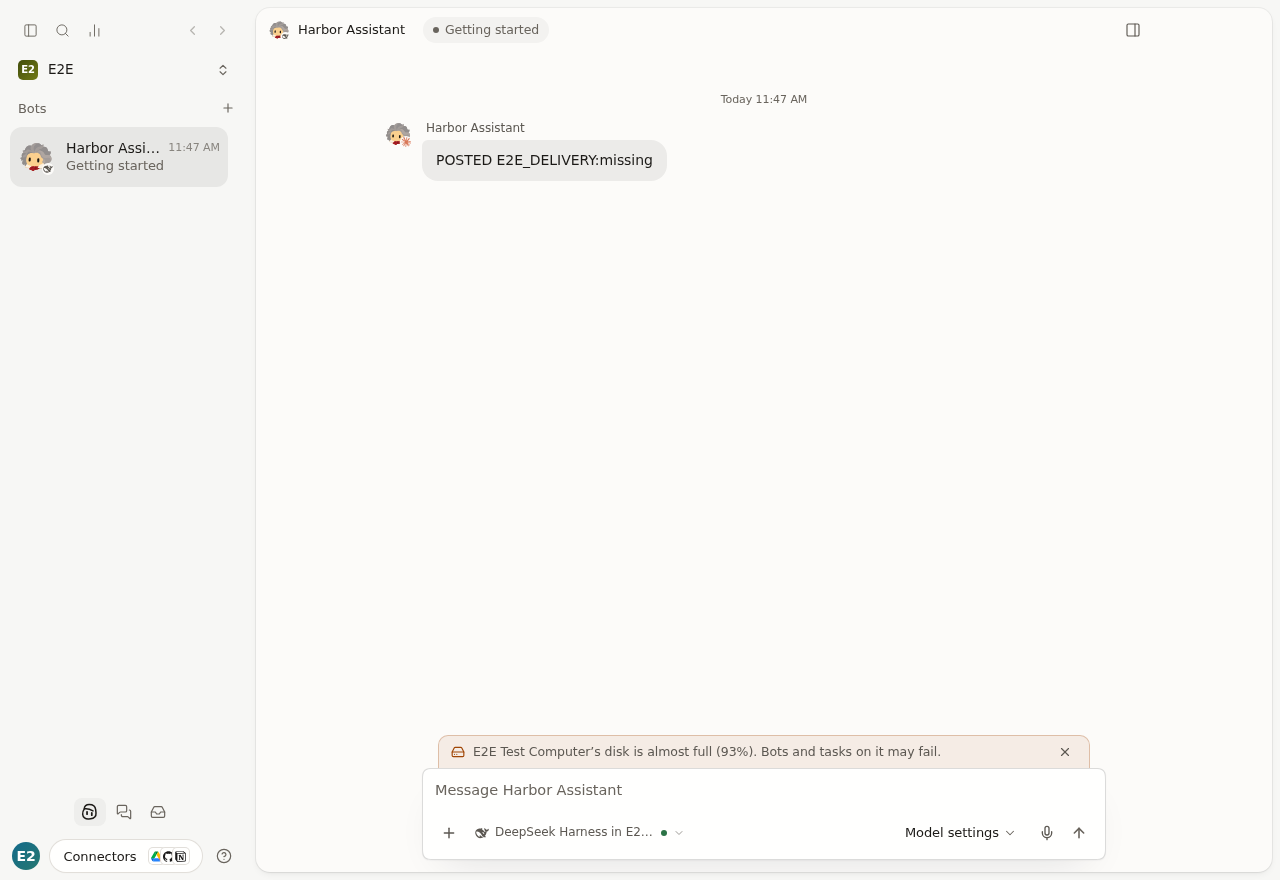 Harbor Assistant
Getting started
E2
E2E
Bots
Harbor Assi...
11:47 AM
Getting started
Today 11:47 AM
Harbor Assistant
POSTED E2E_DELIVERY:missing
E2E Test Computer’s disk is almost full (93%). Bots and tasks on it may fail.
Message Harbor Assistant
DeepSeek Harness in E2...
Model settings
E2
Connectors